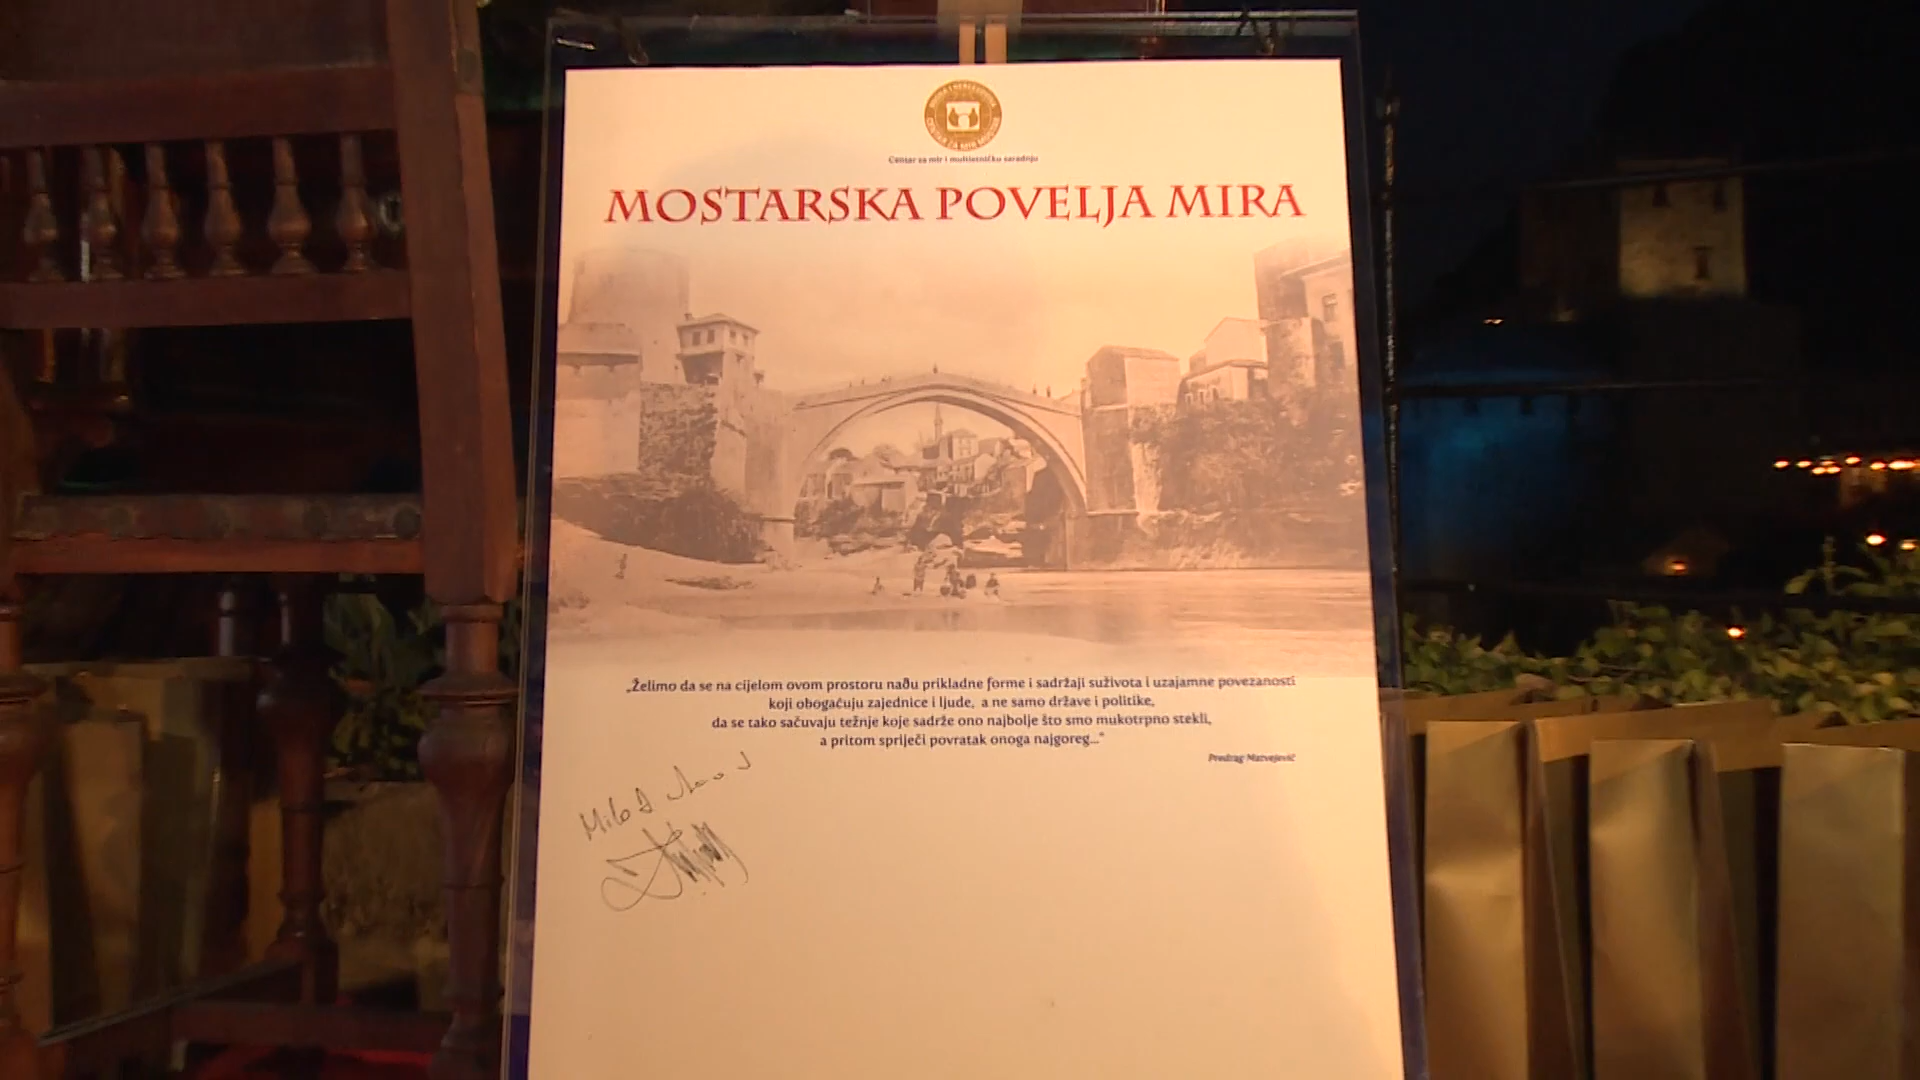 Centar za mir i multietničku saradnju
MOSTARSKA POVELJA MIRA
„Želimo da se na cijelom ovom prostoru nađu prikladne forme i sadržaji suživota i uzajamne povezanosti
koji obogaćuju zajednice i ljude, a ne samo države i politike,
da se tako sačuvaju težnje koje sadrže ono najbolje što smo mukotrpno stekli,
a pritom spriječi povratak onoga najgoreg..."
Predrag Matvejević